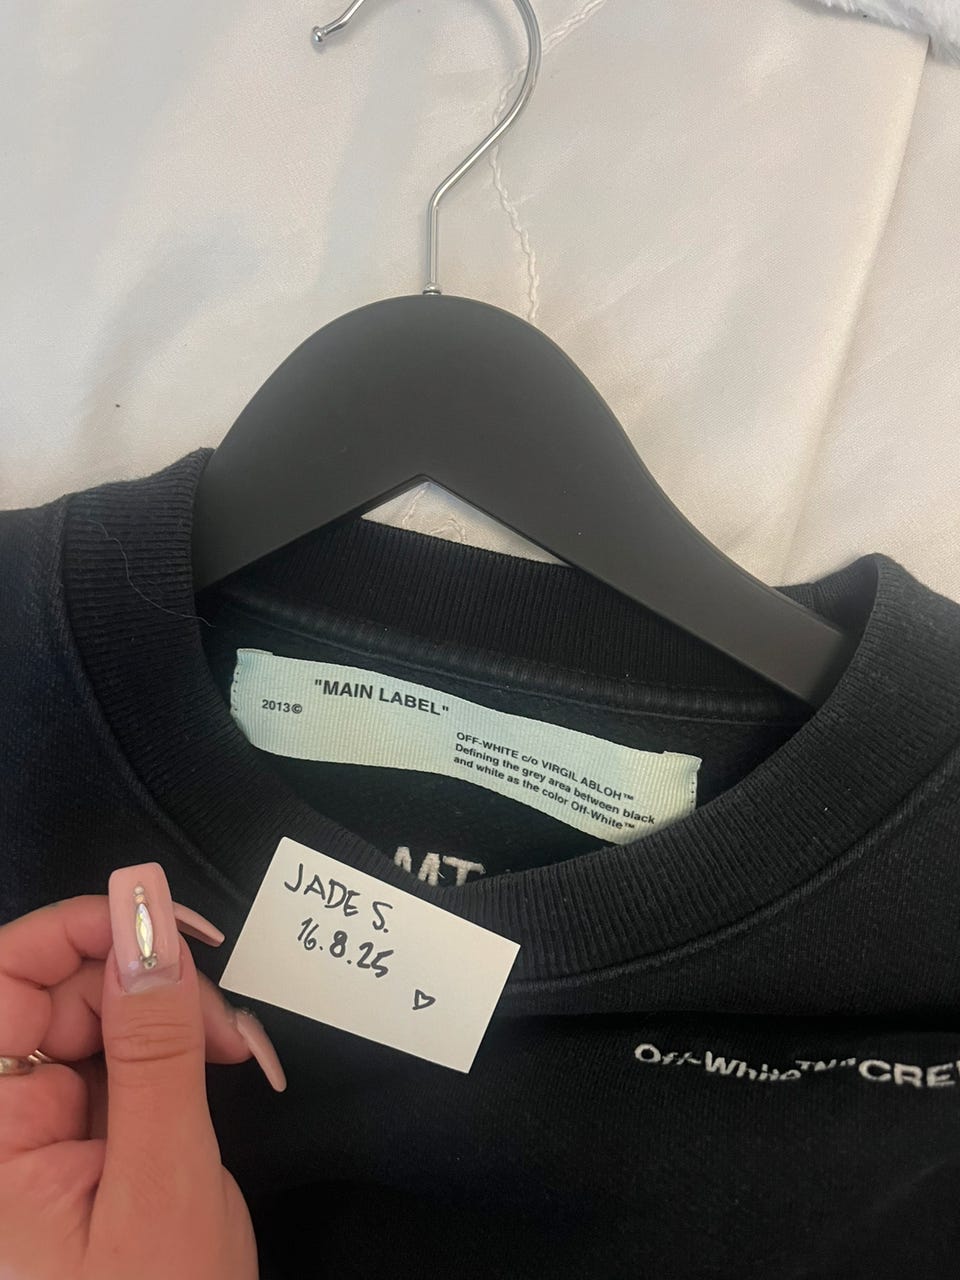 "MAIN LABEL"
2013©
OFF-WHITE c/o VIRGIL ABLOH™
Defining the grey area between black
and white as the color Off-White™
MT
JADE S.
16.8.25
Off-White™ "CRE